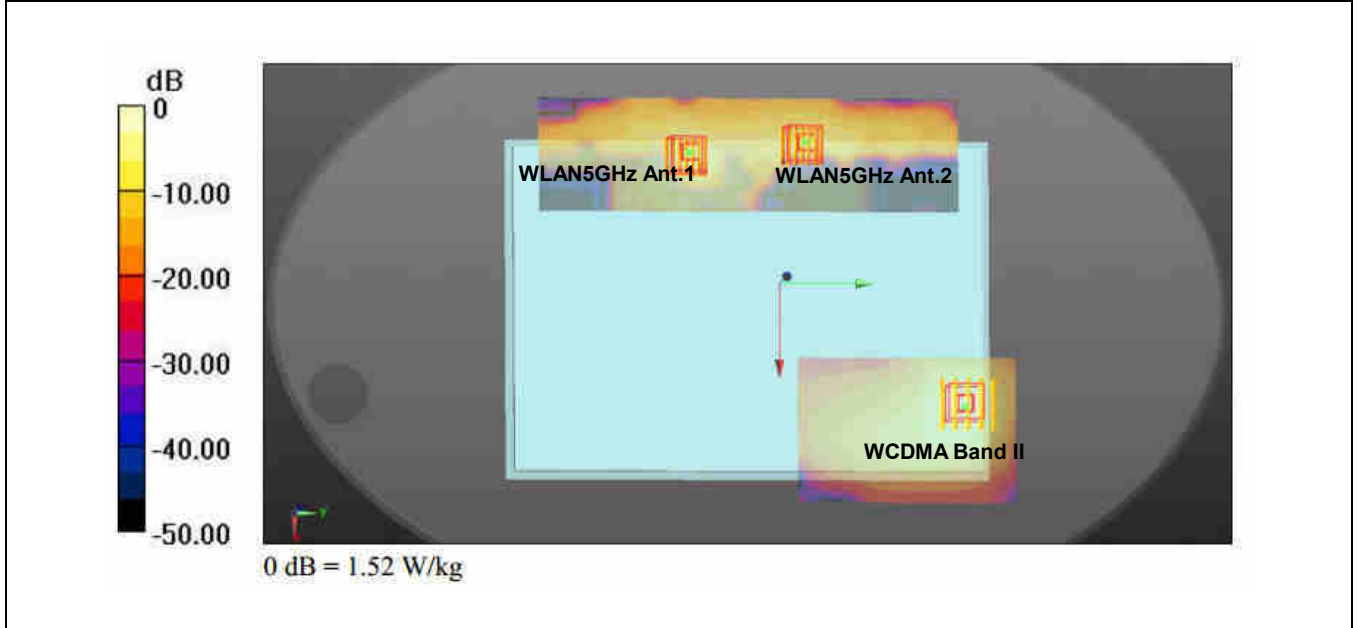 dB
0
-10.00
-20.00
-30.00
-40.00
-50.00
WLAN5GHz Ant.1
WLAN5GHz Ant.2
WCDMA Band II
Y
0 dB = 1.52 W/kg